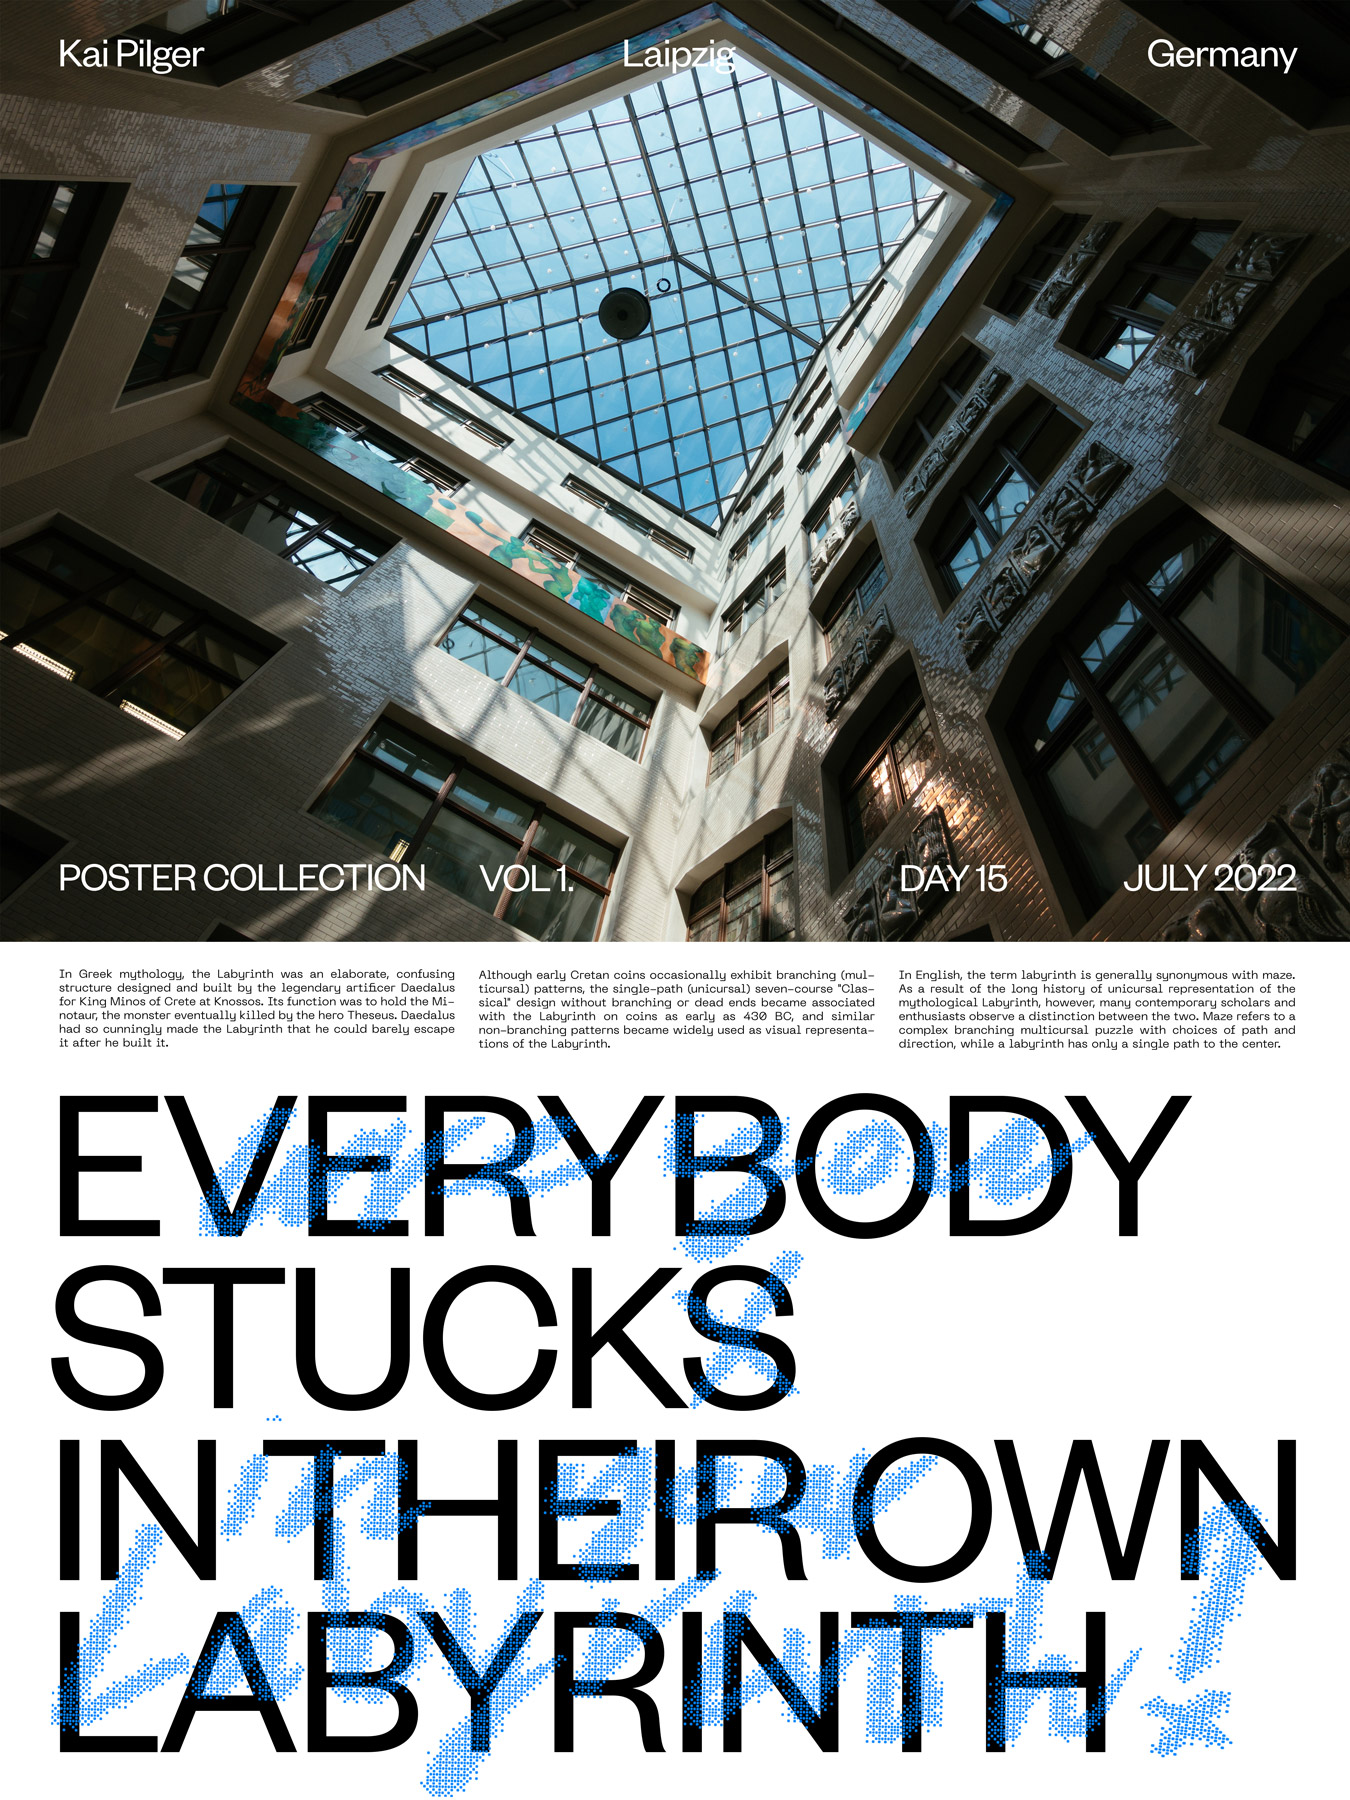 Kai Pilger Laipzig Germany
POSTER COLLECTION VOL 1. DAY 15 JULY 2022
In Greek mythology, the Labyrinth was an elaborate, confusing
structure designed and built by the legendary artificer Daedalus
for King Minos of Crete at Knossos. Its function was to hold the Mi-
notaur, the monster eventually killed by the hero Theseus. Daedalus
had so cunningly made the Labyrinth that he could barely escape
it after he built it.
Although early Cretan coins occasionally exhibit branching (mul-
ticursal) patterns, the single-path (unicursal) seven-course "Clas-
sical" design without branching or dead ends became associated
with the Labyrinth on coins as early as 430 BC, and similar
non-branching patterns became widely used as visual representa-
tions of the Labyrinth.
In English, the term labyrinth is generally synonymous with maze.
As a result of the long history of unicursal representation of the
mythological Labyrinth, however, many contemporary scholars and
enthusiasts observe a distinction between the two. Maze refers to a
complex branching multicursal puzzle with choices of path and
direction, while a labyrinth has only a single path to the center.
EVERYBODY
STUCKS
IN THEIR OWN
LABYRINTH
Labyrinth!